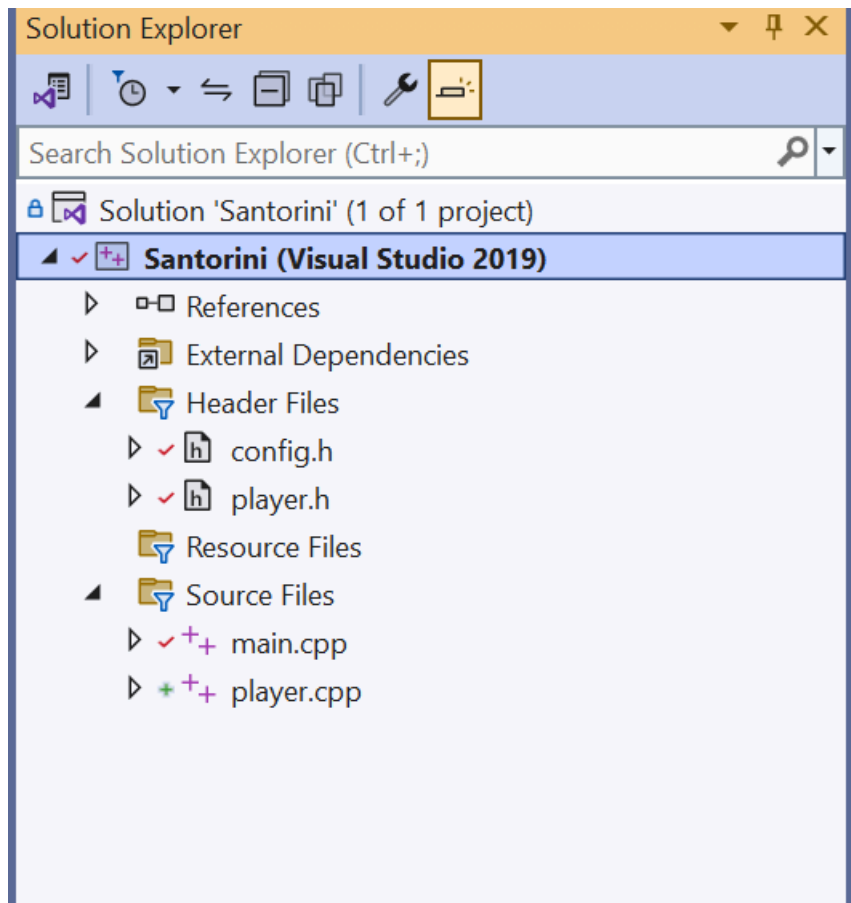 Solution Explorer
Search Solution Explorer (Ctrl+;)
Solution 'Santorini' (1 of 1 project)
Santorini (Visual Studio 2019)
References
External Dependencies
Header Files
config.h
player.h
Resource Files
Source Files
main.cpp
player.cpp